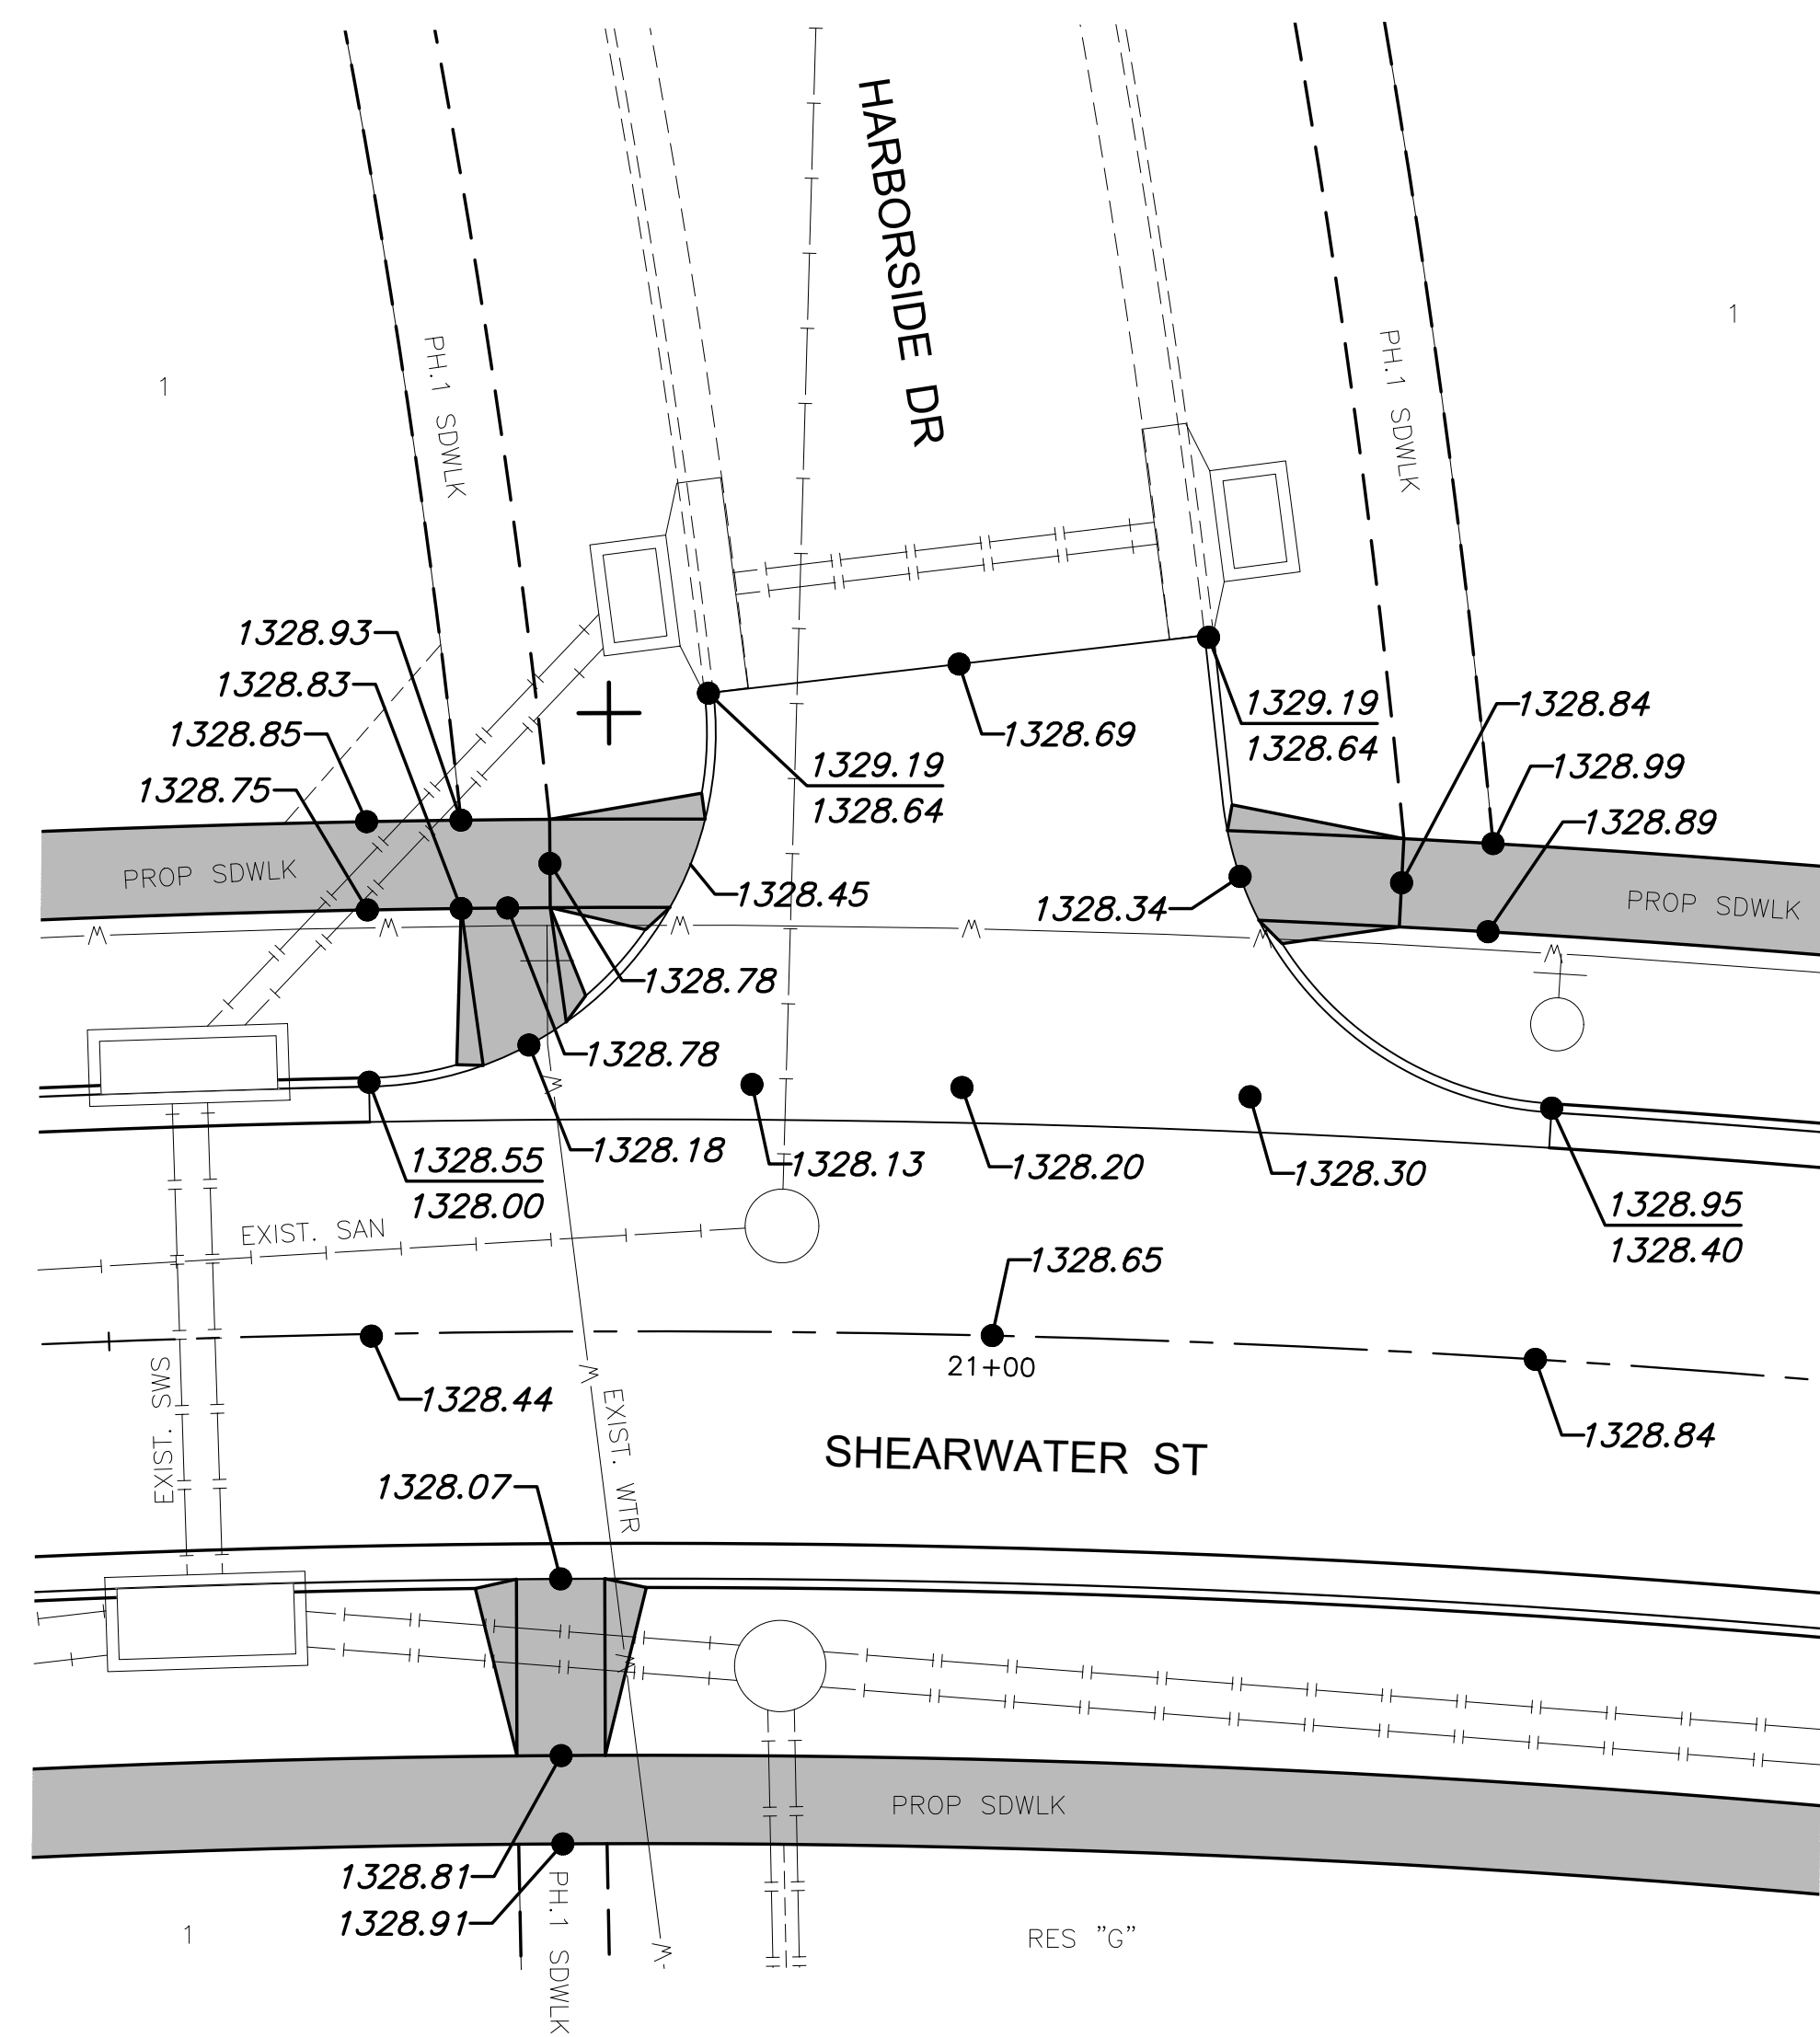 HARBORSIDE DR
1
1
PH.1 SDWLK
PH.1 SDWLK
1328.93
1328.83
1328.85
1328.75
1329.19
1328.64
1328.84
1328.69
1328.99
1329.19
1328.64
1328.89
PROP SDWLK
1328.45
1328.34
PROP SDWLK
1328.78
1328.78
1328.18
1328.13
1328.20
1328.30
1328.55
1328.00
1328.95
1328.40
EXIST. SAN
1328.65
21+00
EXIST. SWS
1328.44
EXIST. WTR
SHEARWATER ST
1328.84
1328.07
PROP SDWLK
1328.81
1328.91
PH.1 SDWLK
1
RES "G"